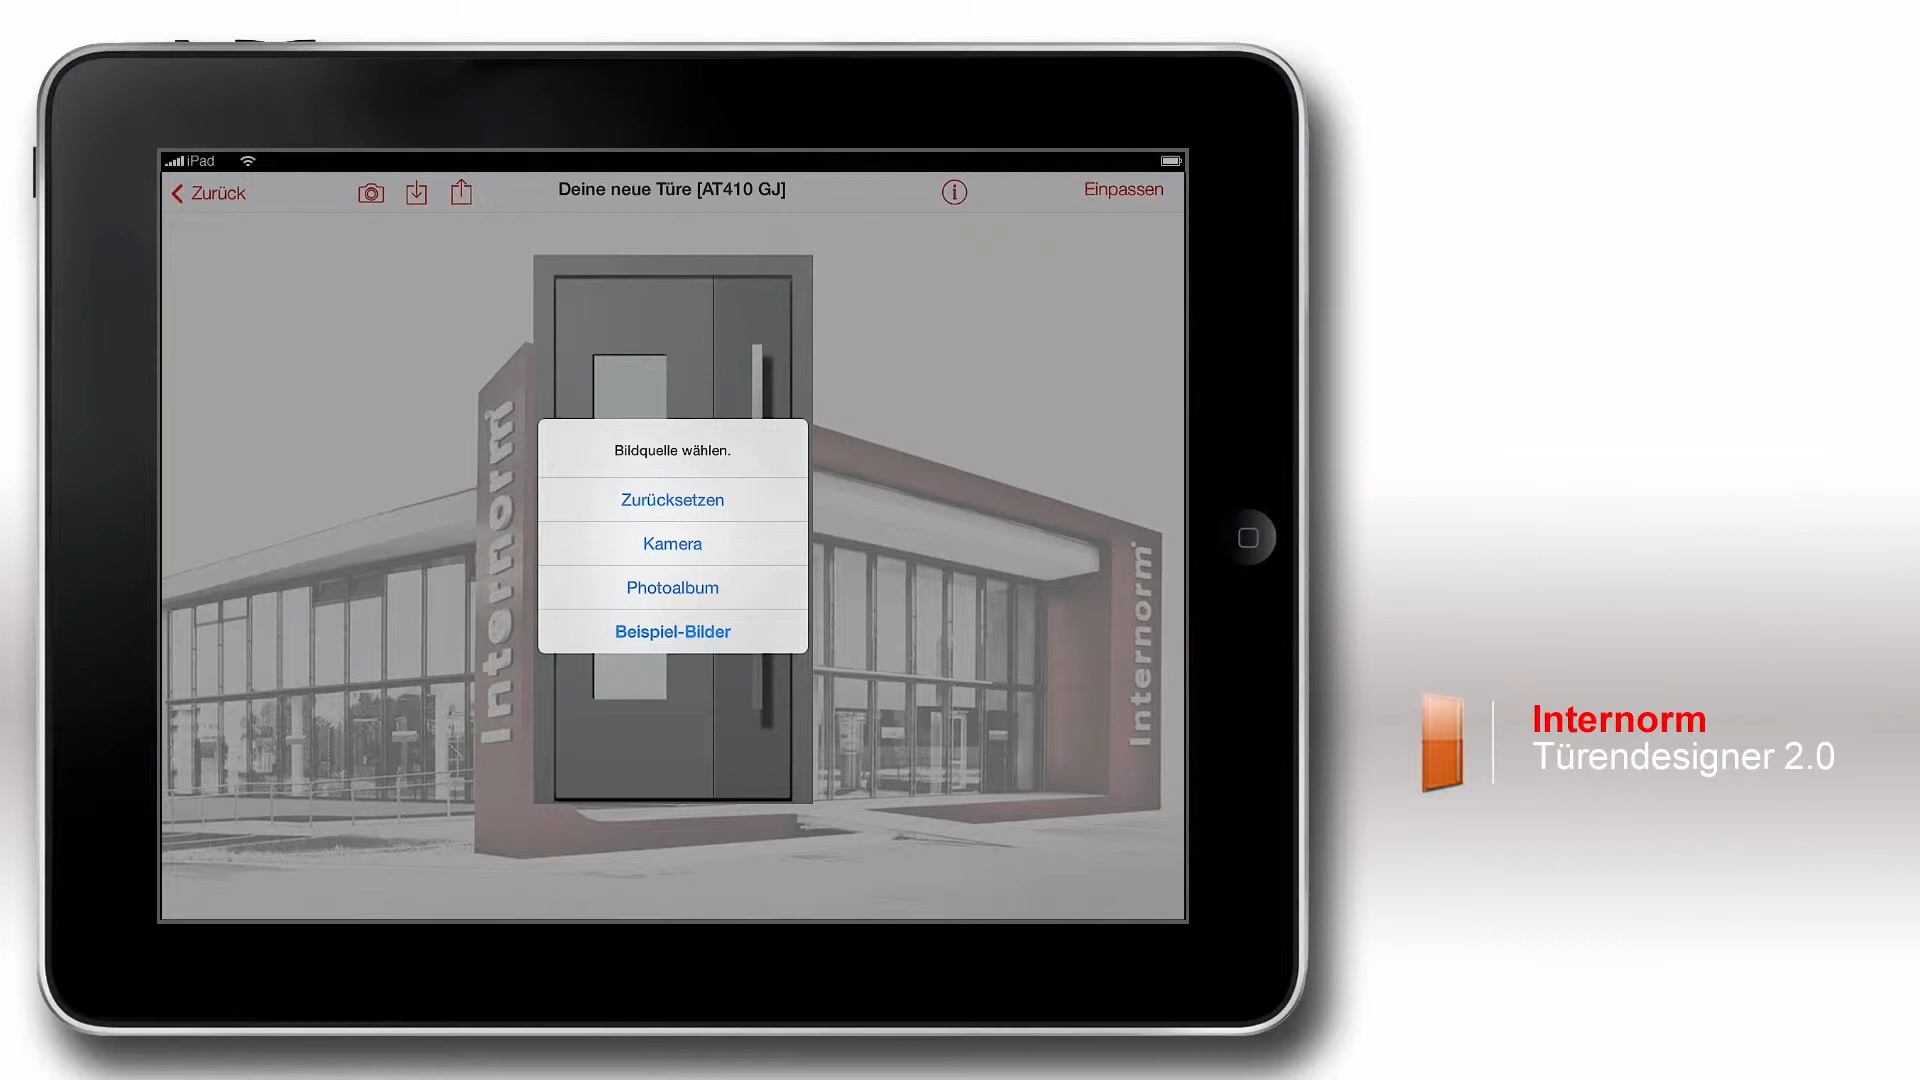 iPad
Zurück
Deine neue Türe [AT410 GJ]
Einpassen
Bildquelle wählen.
Zurücksetzen
Kamera
Photoalbum
Beispiel-Bilder
Internorm
Internorm
Internorm
Türendesigner 2.0